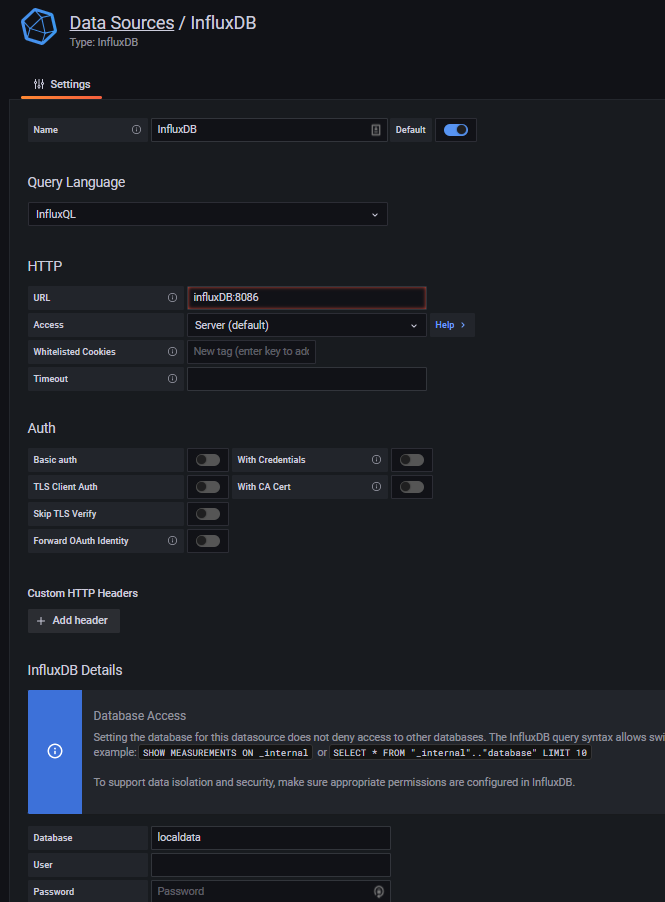 Data Sources / InfluxDB
Type: InfluxDB
Settings
Name InfluxDB Default
Query Language
InfluxQL
HTTP
URL influxDB:8086
Access Server (default) Help >
Whitelisted Cookies New tag (enter key to add
Timeout
Auth
Basic auth With Credentials
TLS Client Auth With CA Cert
Skip TLS Verify
Forward OAuth Identity
Custom HTTP Headers
+ Add header
InfluxDB Details
Database Access
Setting the database for this datasource does not deny access to other databases. The InfluxDB query syntax allows swi
example: SHOW MEASUREMENTS ON _internal or SELECT * FROM "_internal".."database" LIMIT 10
To support data isolation and security, make sure appropriate permissions are configured in InfluxDB.
Database localdata
User
Password Password